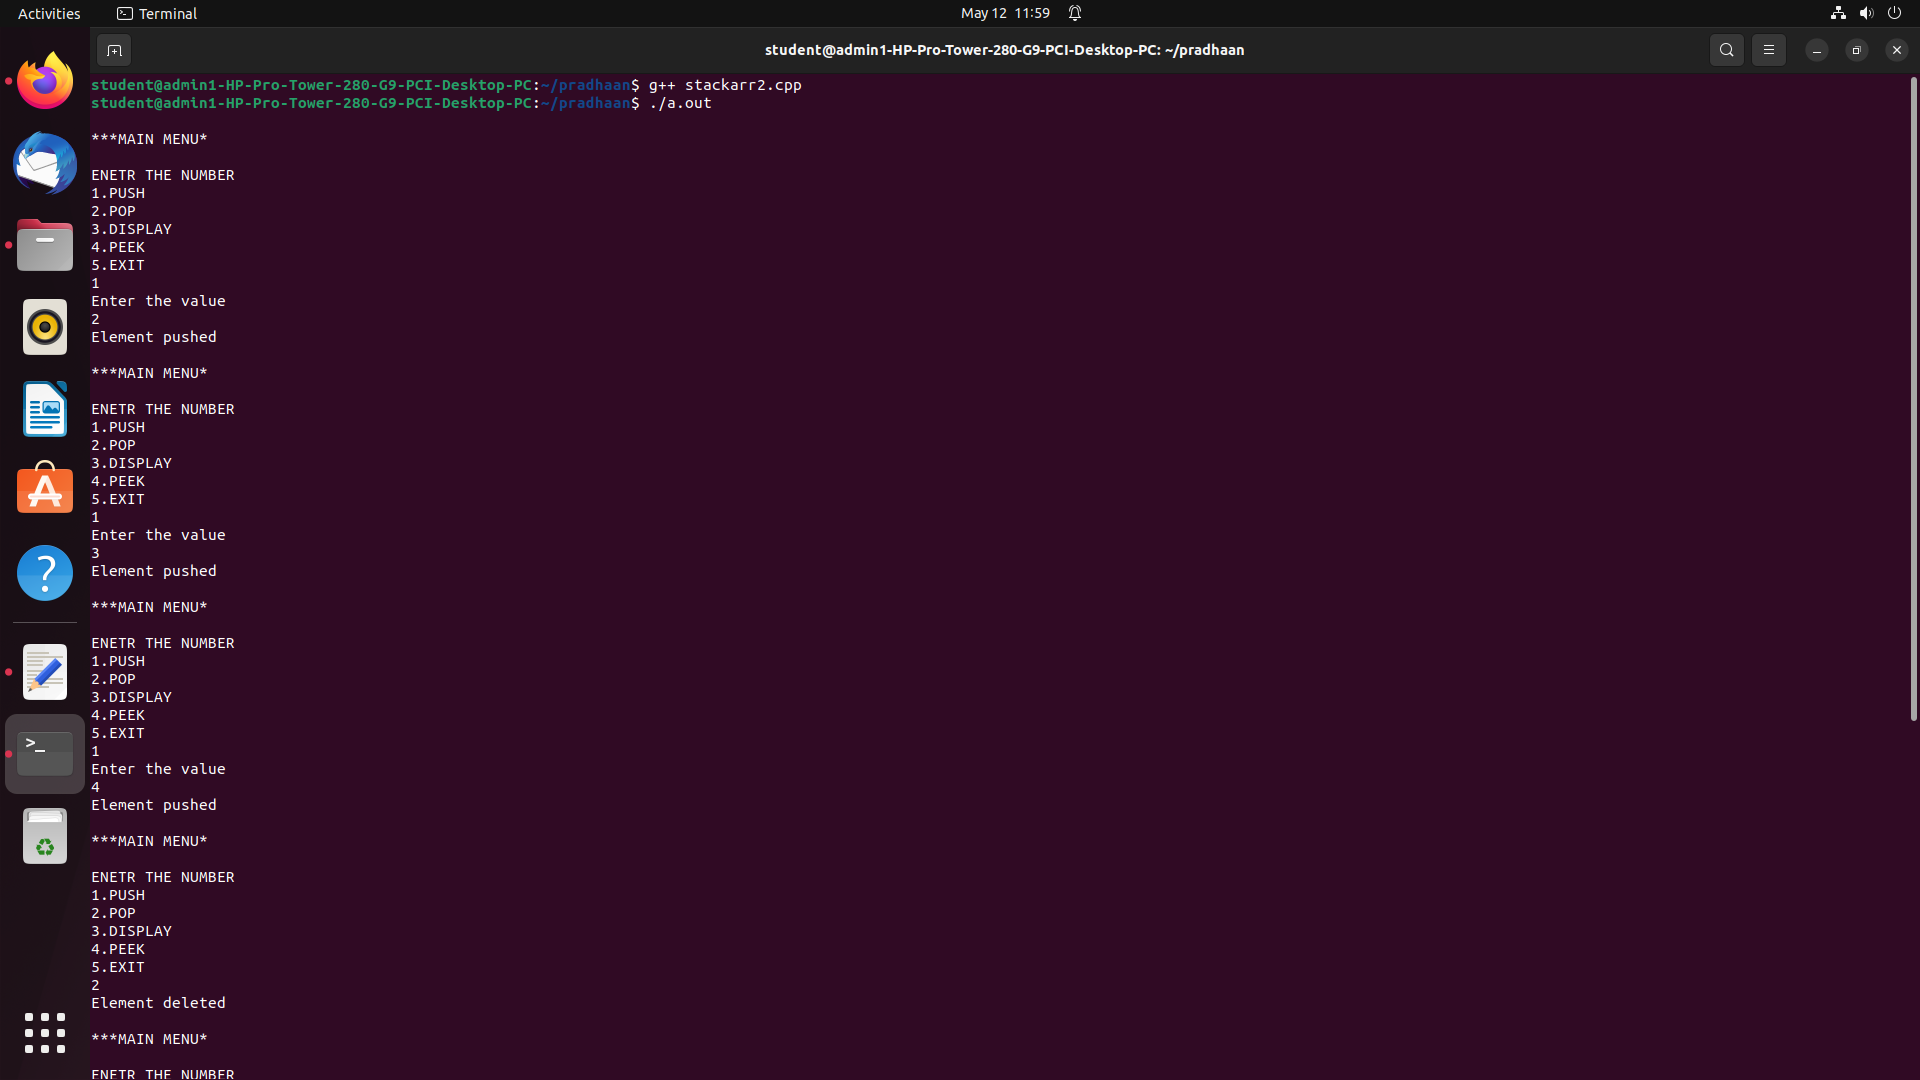 Activities
Terminal
May 12 11:59
student@admin1-HP-Pro-Tower-280-G9-PCI-Desktop-PC: ~/pradhaan
student@admin1-HP-Pro-Tower-280-G9-PCI-Desktop-PC:~/pradhaan$ g++ stackarr2.cpp
student@admin1-HP-Pro-Tower-280-G9-PCI-Desktop-PC:~/pradhaan$ ./a.out
***MAIN MENU*
ENETR THE NUMBER
1.PUSH
2.POP
3.DISPLAY
4.PEEK
5.EXIT
1
Enter the value
2
Element pushed
***MAIN MENU*
ENETR THE NUMBER
1.PUSH
2.POP
3.DISPLAY
4.PEEK
5.EXIT
1
Enter the value
3
Element pushed
***MAIN MENU*
ENETR THE NUMBER
1.PUSH
2.POP
3.DISPLAY
4.PEEK
5.EXIT
1
Enter the value
4
Element pushed
***MAIN MENU*
ENETR THE NUMBER
1.PUSH
2.POP
3.DISPLAY
4.PEEK
5.EXIT
2
Element deleted
***MAIN MENU*
ENETR THE NUMBER